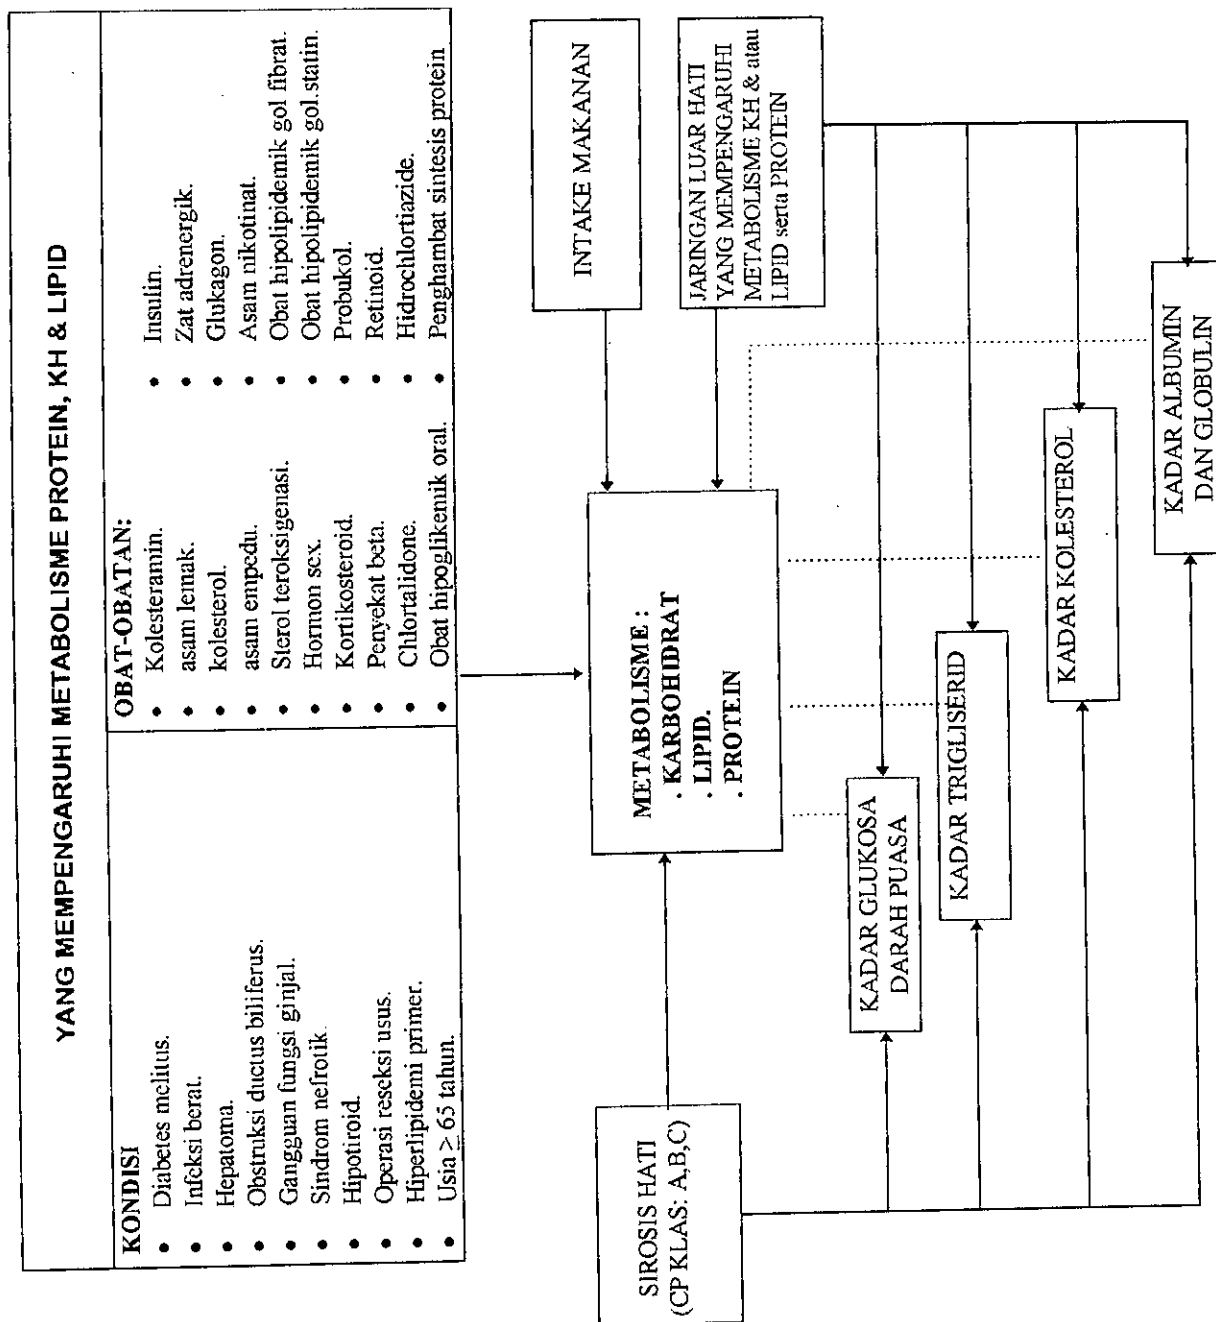 YANG MEMPENGARUHI METABOLISME PROTEIN, KH & LIPID
KONDISI
• Diabetes melitus.
• Infeksi berat.
• Hepatoma.
• Obstruksi ductus biliferus.
• Gangguan fungsi ginjal.
• Sindrom nefrotik.
• Hipotiroid.
• Operasi reseksi usus.
• Hiperlipidemi primer.
• Usia ≥ 65 tahun.
OBAT-OBATAN:
• Kolesteramin.
• asam lemak.
• kolesterol.
• asam empedu.
• Sterol teroksigenasi.
• Hormon sex.
• Kortikosteroid.
• Penyekat beta.
• Chlortalidone.
• Obat hipoglikemik oral.
• Insulin.
• Zat adrenergik.
• Glukagon.
• Asam nikotinat.
• Obat hipolipidemik gol fibrat.
• Obat hipolipidemik gol.statin.
• Probukol.
• Retinoid.
• Hidrochlortiazide.
• Penghambat sintesis protein
INTAKE MAKANAN
JARINGAN LUAR HATI
YANG MEMPENGARUHI
METABOLISME KH & atau
LIPID serta PROTEIN
METABOLISME :
. KARBOHIDRAT
. LIPID.
. PROTEIN
SIROSIS HATI
(CP KLAS: A,B,C)
KADAR GLUKOSA
DARAH PUASA
KADAR TRIGLISERID
KADAR KOLESTEROL
KADAR ALBUMIN
DAN GLOBULIN